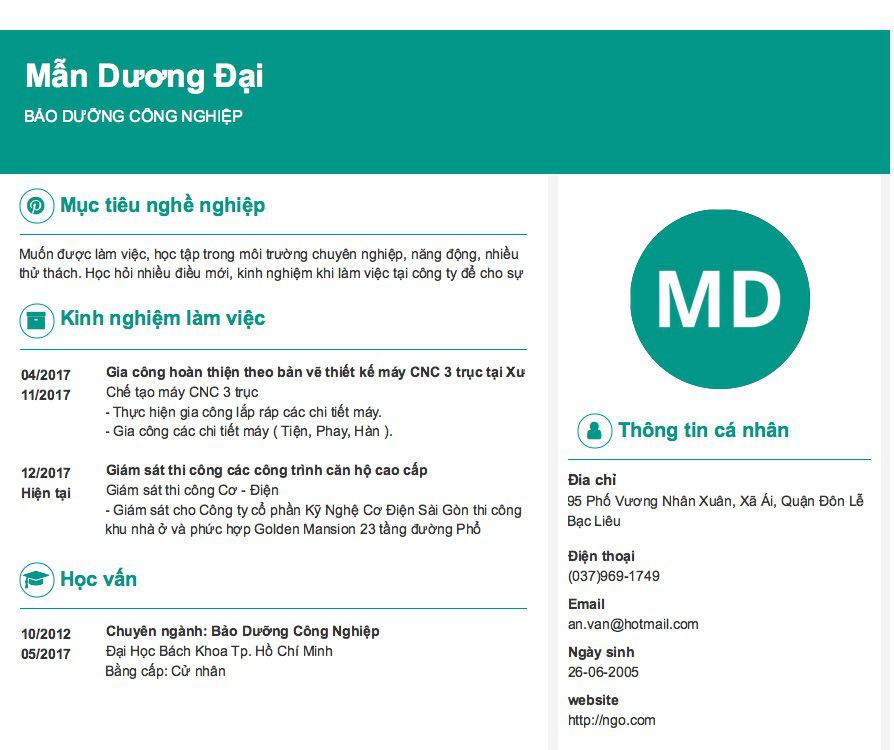 Mẫn Dương Đại
BẢO DƯỠNG CÔNG NGHIỆP
Mục tiêu nghề nghiệp
Muốn được làm việc, học tập trong môi trường chuyên nghiệp, năng động, nhiều
thử thách. Học hỏi nhiều điều mới, kinh nghiệm khi làm việc tại công ty để cho sự
Kinh nghiệm làm việc
04/2017
11/2017
Gia công hoàn thiện theo bản vẽ thiết kế máy CNC 3 trục tại Xư
Chế tạo máy CNC 3 trục
- Thực hiện gia công lắp ráp các chi tiết máy.
- Gia công các chi tiết máy ( Tiện, Phay, Hàn ).
12/2017
Hiện tại
Giám sát thi công các công trình căn hộ cao cấp
Giám sát thi công Cơ - Điện
- Giám sát cho Công ty cổ phần Kỹ Nghệ Cơ Điện Sài Gòn thi công
khu nhà ở và phức hợp Golden Mansion 23 tầng đường Phổ
Học vấn
10/2012
05/2017
Chuyên ngành: Bảo Dưỡng Công Nghiệp
Đại Học Bách Khoa Tp. Hồ Chí Minh
Bằng cấp: Cử nhân
MD
Thông tin cá nhân
Đia chỉ
95 Phố Vương Nhân Xuân, Xã Ái, Quận Đôn Lễ
Bạc Liêu
Điện thoại
(037)969-1749
Email
an.van@hotmail.com
Ngày sinh
26-06-2005
website
http://ngo.com